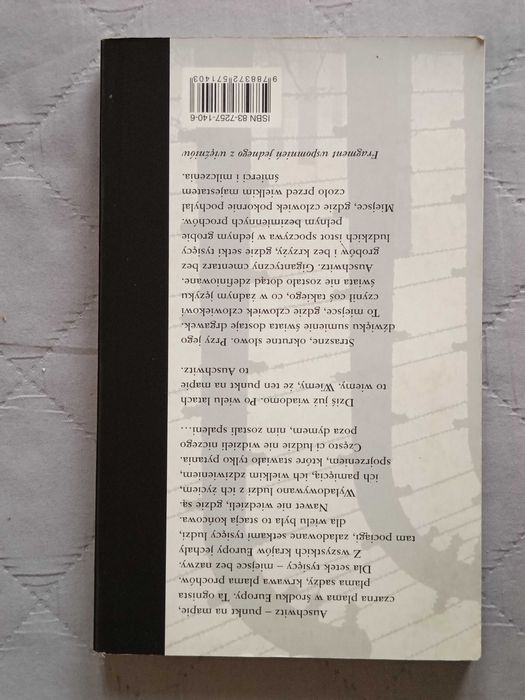 Auschwitz – punkt na mapie,
czarna plama w środku Europy. Ta ognista
plama sadzy, krwawa plama prochów.
Dla setek tysięcy – miejsce bez nazwy.
Z wszystkich krajów Europy jechały
tam pociągi, załadowane setkami tysięcy ludzi,
dla wielu była to stacja końcowa.
Nawet nie wiedzieli, gdzie są.
Wyładowywano ludzi z ich życiem,
ich pamięcią, ich wielkim zdziwieniem,
spojrzeniem, które stawiało tylko pytania.
Często ci ludzie nie widzieli niczego
poza dymem, nim zostali spaleni...
Dziś już wiadomo. Po wielu latach
to wiemy. Wiemy, że ten punkt na mapie
to Auschwitz.
Straszne, okrutne słowo. Przy jego
dźwięku sumienie świata dostaje drgawek.
To miejsce, gdzie człowiek człowiekowi
czynił coś takiego, co w żadnym języku
świata nie zostało dotąd zdefiniowane.
Auschwitz. Gigantyczny cmentarz bez
grobów i bez krzyży, gdzie setki tysięcy
ludzkich istot spoczywa w jednym grobie
pełnym bezimiennych prochów.
Miejsce, gdzie człowiek pokornie pochylał
czoło przed wielkim majestatem
śmierci i milczenia.
Fragment wspomnień jednego z więźniów
ISBN 83-7257-140-6
9 788372 571403